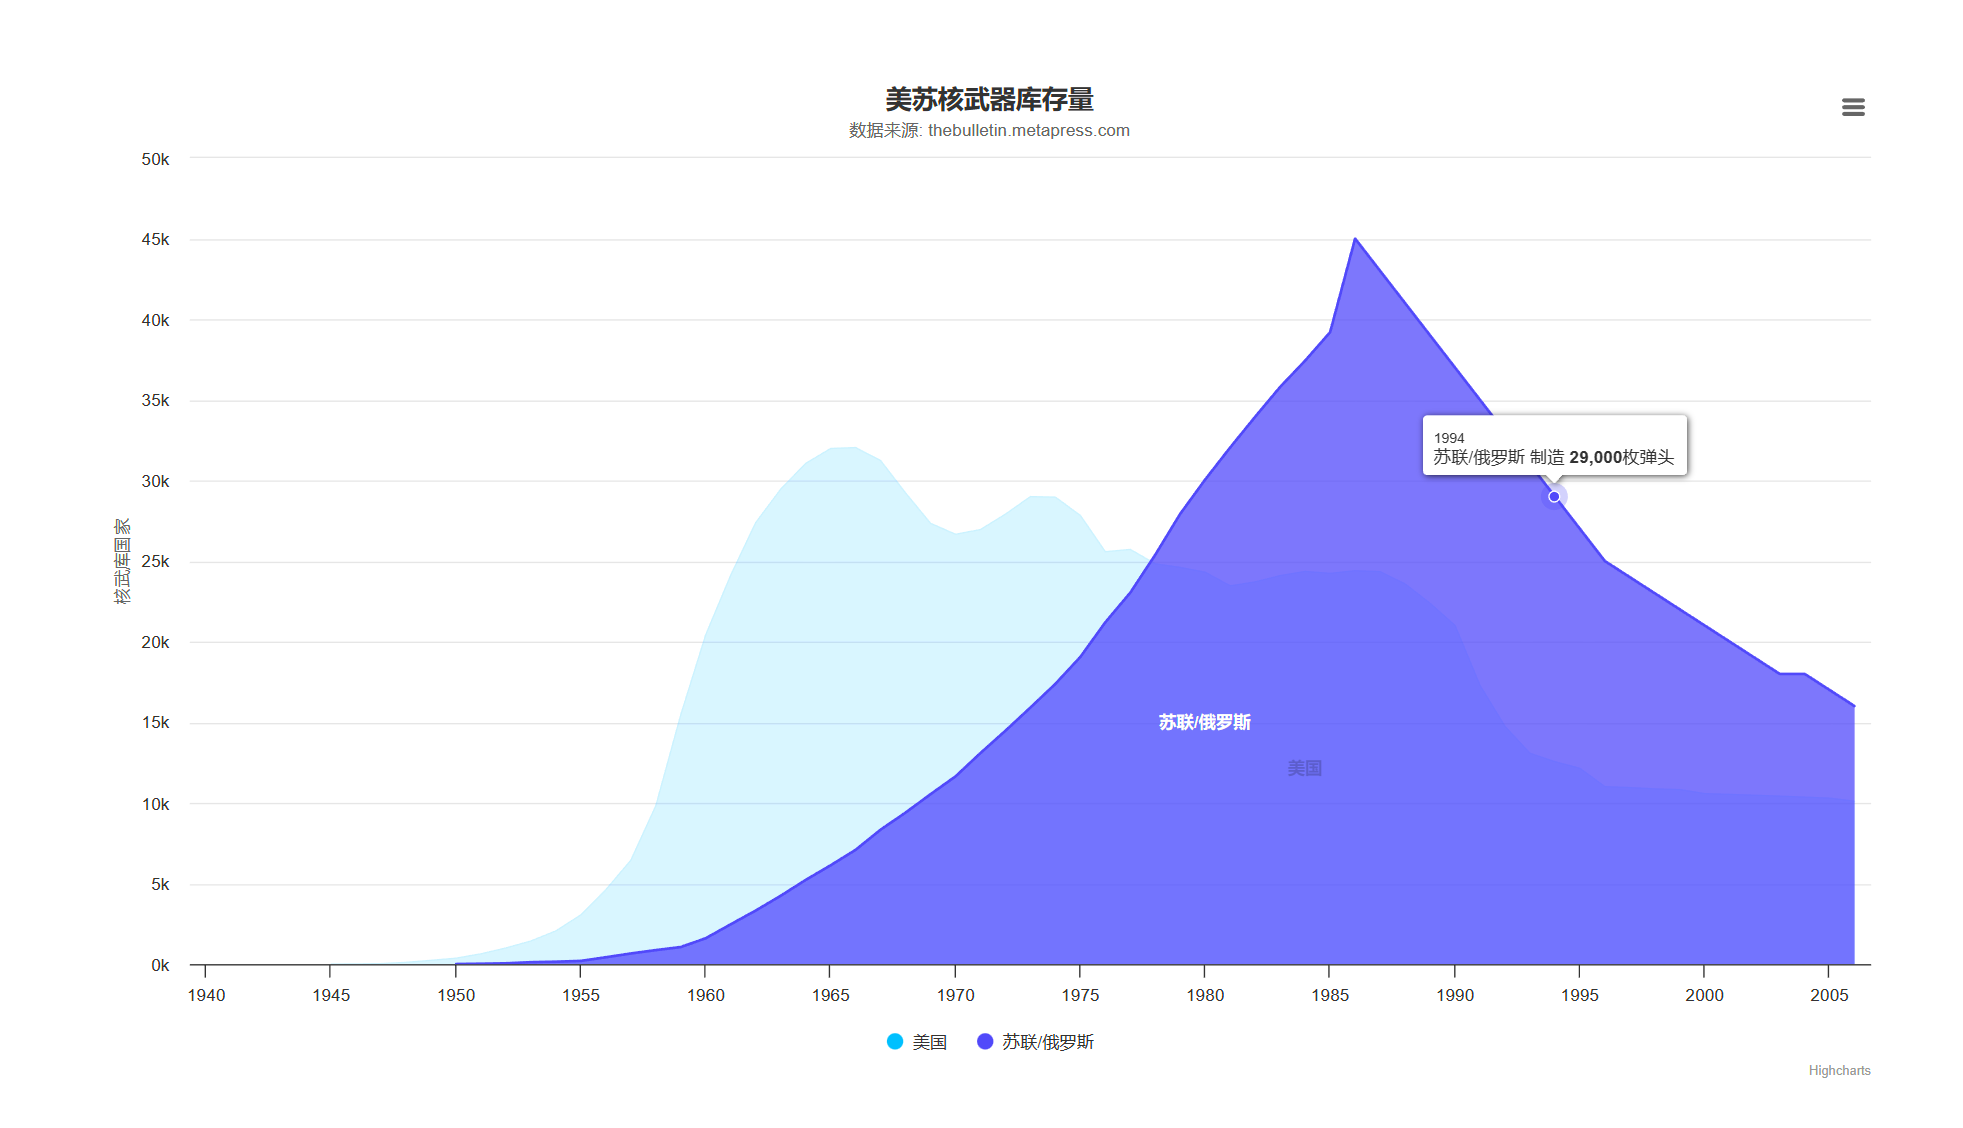 美苏核武器库存量
数据来源: thebulletin.metapress.com
核武库国家
50k
45k
40k
35k
30k
25k
20k
15k
10k
5k
0k
1994
苏联/俄罗斯 制造 29,000枚弹头
苏联/俄罗斯
美国
1940 1945 1950 1955 1960 1965 1970 1975 1980 1985 1990 1995 2000 2005
美国 苏联/俄罗斯
Highcharts